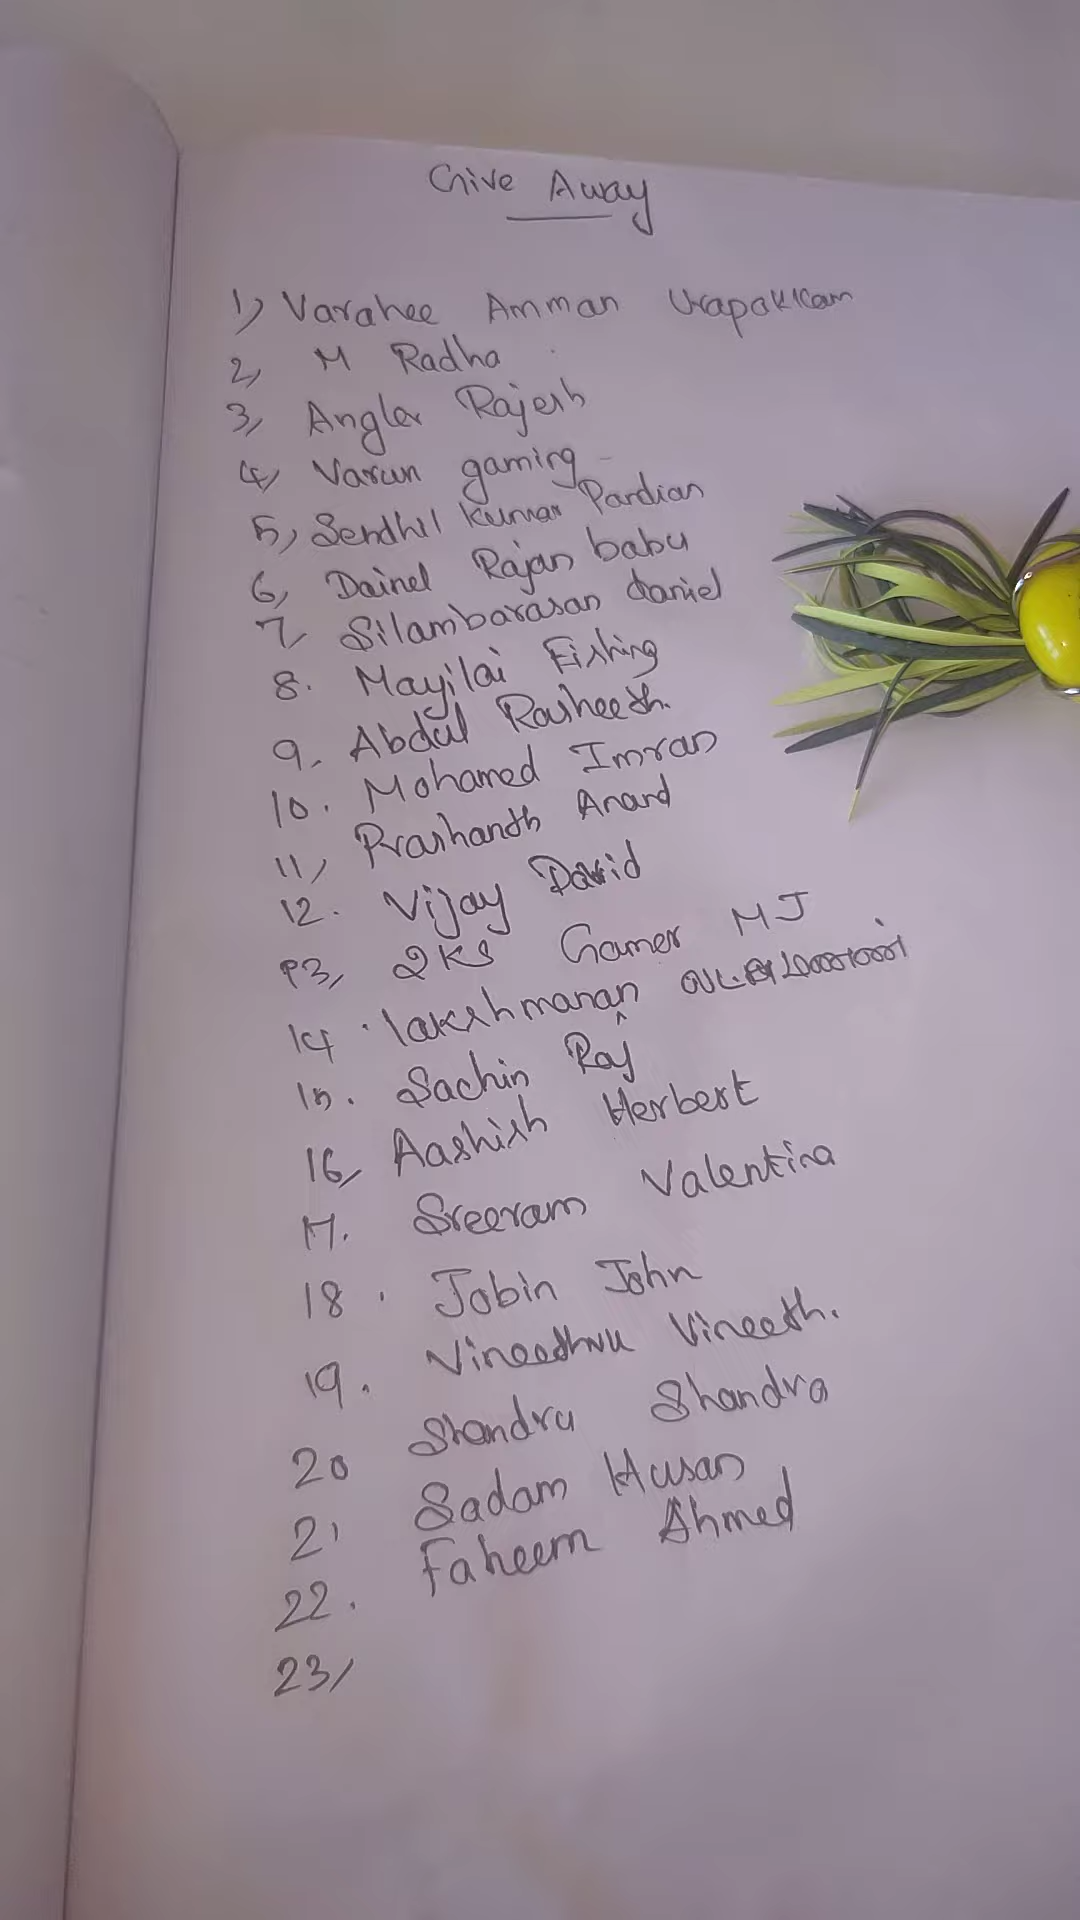 Give Away
1) Varahee Amman Urapakkam
2, M Radha
3, Angler Rajesh
4, Varun gaming
5, Sendhil Kumar Pandian
6, Dainel Rajan babu
7, Silambarasan daniel
8. Mayilai Fishing
9. Abdul Rasheeth.
10. Mohamed Imran
11, Prashanth Anand
12. Vijay David
13, 2KS Gamer MJ
14. lakshmanan
15. Sachin Raj
16, Aashish Herbert
17. Sreeram Valentina
18. Jobin John
19. Vineeth.
20 Shandru Shandra
21 Sadam Husan
22. Faheem Ahmed
23,